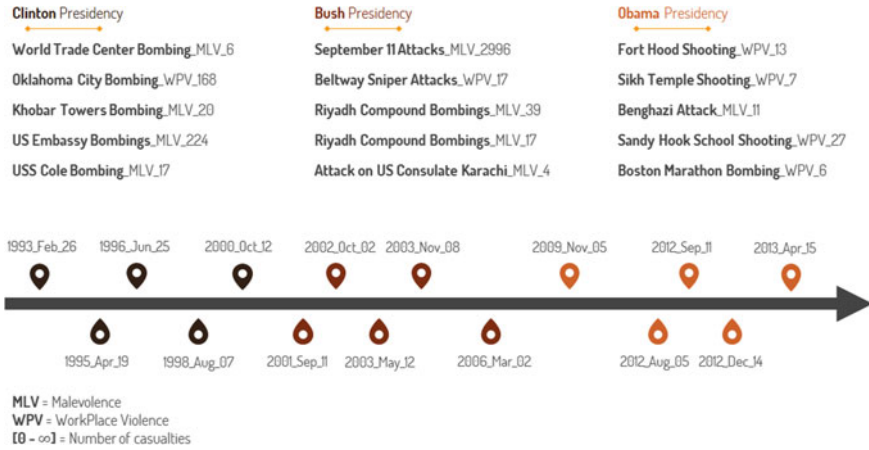 Clinton Presidency
World Trade Center Bombing_MLV_6
Oklahoma City Bombing_WPV_168
Khobar Towers Bombing_MLV_20
US Embassy Bombings_MLV_224
USS Cole Bombing_MLV_17
Bush Presidency
September 11 Attacks_MLV_2996
Beltway Sniper Attacks_WPV_17
Riyadh Compound Bombings_MLV_39
Riyadh Compound Bombings_MLV_17
Attack on US Consulate Karachi_MLV_4
Obama Presidency
Fort Hood Shooting_WPV_13
Sikh Temple Shooting_WPV_7
Benghazi Attack_MLV_11
Sandy Hook School Shooting_WPV_27
Boston Marathon Bombing_WPV_6
1993_Feb_26
1996_Jun_25
2000_Oct_12
2002_Oct_02
2003_Nov_08
2009_Nov_05
2012_Sep_11
2013_Apr_15
1995_Apr_19
1998_Aug_07
2001_Sep_11
2003_May_12
2006_Mar_02
2012_Aug_05
2012_Dec_14
MLV = Malevolence
WPV = WorkPlace Violence
[0 - ∞] = Number of casualties